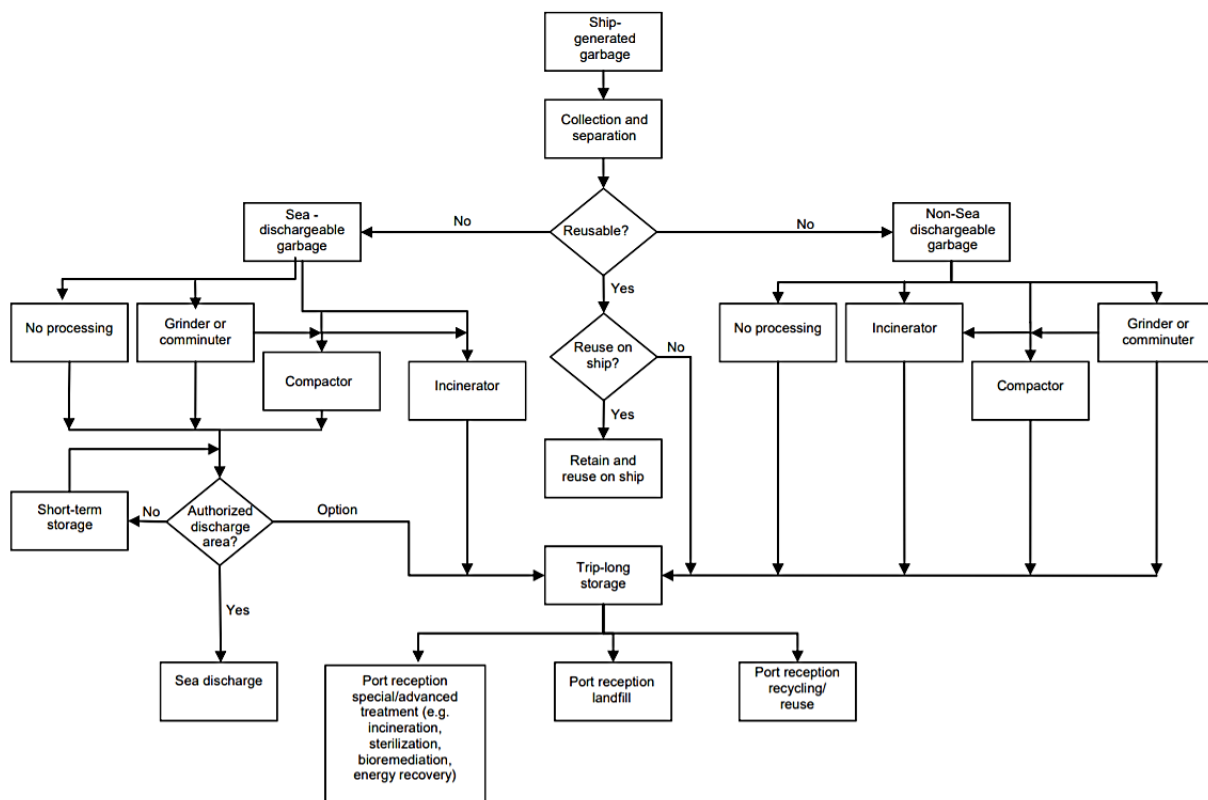 Ship-
generated
garbage
Collection and
separation
Sea -
dischargeable
garbage
No
Reusable?
No
Non-Sea
dischargeable
garbage
Yes
No processing
Grinder or
comminuter
Compactor
Incinerator
Reuse on
ship?
No
Yes
No processing
Incinerator
Compactor
Grinder or
comminuter
Retain and
reuse on ship
Short-term
storage
No
Authorized
discharge
area?
Option
Trip-long
storage
Yes
Sea discharge
Port reception
special/advanced
treatment (e.g.
incineration,
sterilization,
bioremediation,
energy recovery)
Port reception
landfill
Port reception
recycling/
reuse